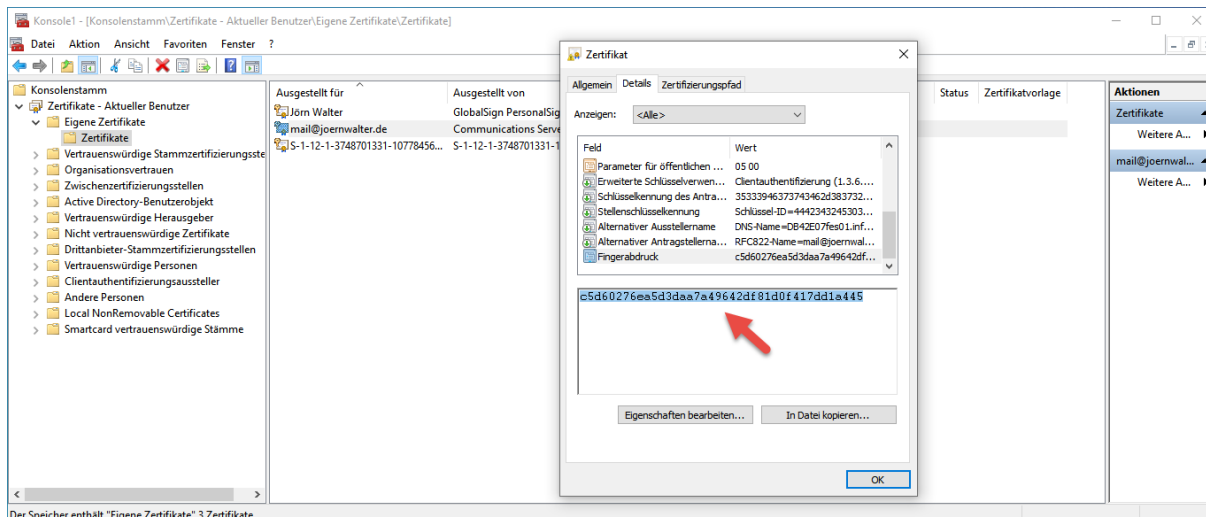 Konsole1 - [Konsolenstamm\Zertifikate - Aktueller Benutzer\Eigene Zertifikate\Zertifikate]
Datei Aktion Ansicht Favoriten Fenster ?
Konsolenstamm
Zertifikate - Aktueller Benutzer
Eigene Zertifikate
Zertifikate
Vertrauenswürdige Stammzertifizierungsste
Organisationsvertrauen
Zwischenzertifizierungsstellen
Active Directory-Benutzerobjekt
Vertrauenswürdige Herausgeber
Nicht vertrauenswürdige Zertifikate
Drittanbieter-Stammzertifizierungsstellen
Vertrauenswürdige Personen
Clientauthentifizierungsaussteller
Andere Personen
Local NonRemovable Certificates
Smartcard vertrauenswürdige Stämme
Ausgestellt für Ausgestellt von
Jörn Walter GlobalSign PersonalSig
mail@joernwalter.de Communications Serve
S-1-12-1-3748701331-10778456... S-1-12-1-3748701331-1
Zertifikat
Allgemein Details Zertifizierungspfad
Anzeigen: <Alle>
Feld Wert
Parameter für öffentlichen ... 05 00
Erweiterte Schlüsselverwen... Clientauthentifizierung (1.3.6....
Schlüsselkennung des Antra... 35333946373743462d383732...
Stellenschlüsselkennung Schlüssel-ID=4442343245303...
Alternativer Ausstellername DNS-Name=DB42E07fes01.inf...
Alternativer Antragstellerna... RFC822-Name=mail@joernwal...
Fingerabdruck c5d60276ea5d3daa7a49642df...
c5d60276ea5d3daa7a49642df81d0f417dd1a445
Eigenschaften bearbeiten... In Datei kopieren...
OK
Status Zertifikatvorlage
Aktionen
Zertifikate
Weitere A...
mail@joernwal...
Weitere A...
Der Speicher enthält "Eigene Zertifikate" 3 Zertifikate.